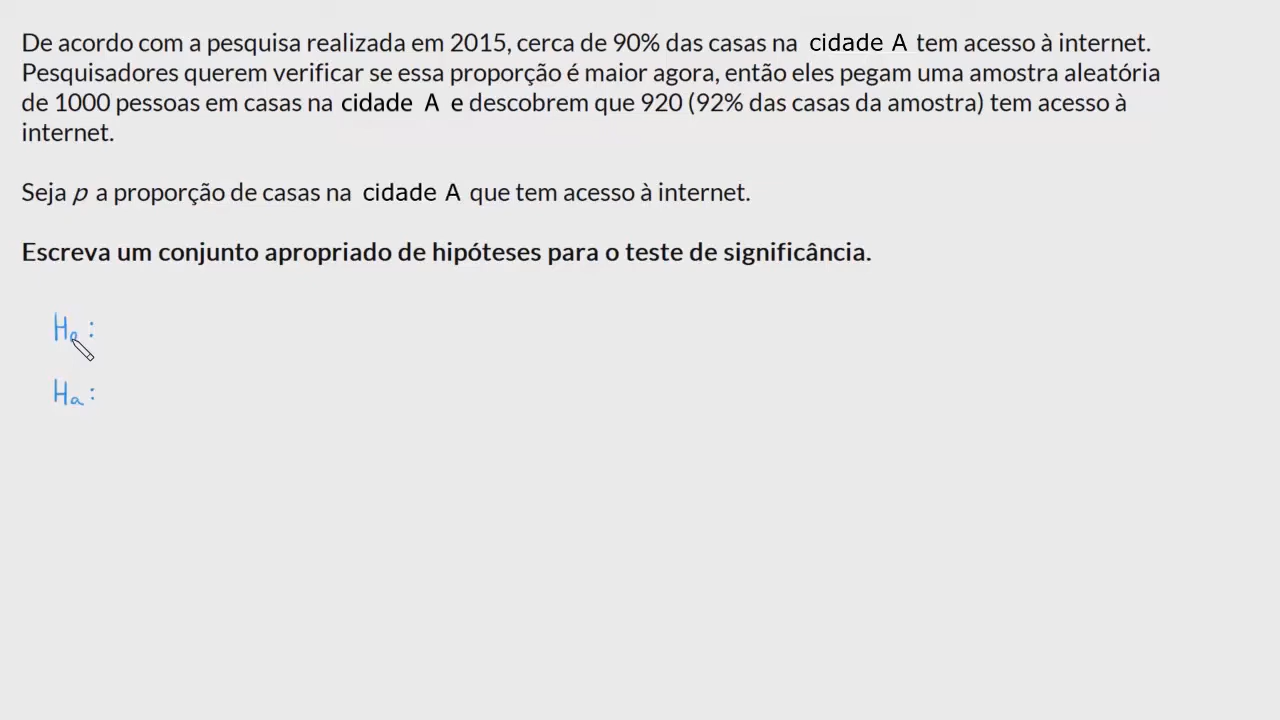 De acordo com a pesquisa realizada em 2015, cerca de 90% das casas na cidade A tem acesso à internet.
Pesquisadores querem verificar se essa proporção é maior agora, então eles pegam uma amostra aleatória
de 1000 pessoas em casas na cidade A e descobrem que 920 (92% das casas da amostra) tem acesso à
internet.
Seja p a proporção de casas na cidade A que tem acesso à internet.
Escreva um conjunto apropriado de hipóteses para o teste de significância.
H₀ :
Hₐ :